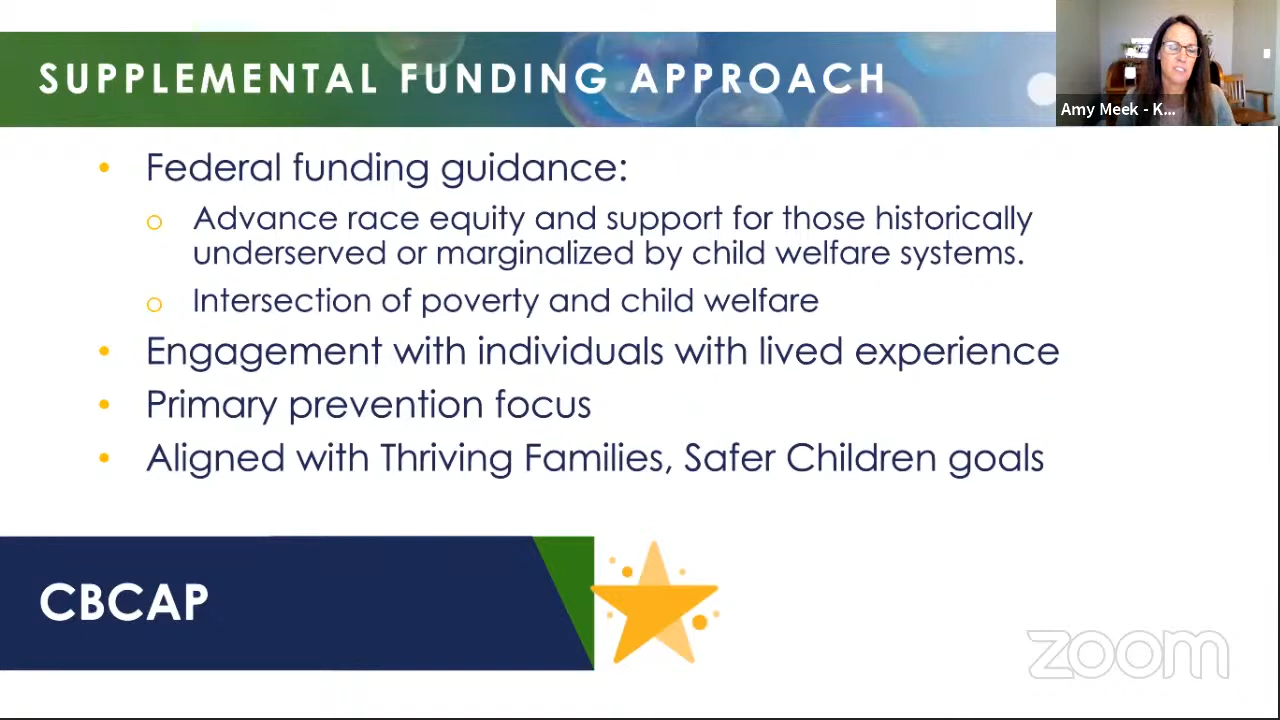 SUPPLEMENTAL FUNDING APPROACH
Amy Meek - K...
• Federal funding guidance:
o Advance race equity and support for those historically
underserved or marginalized by child welfare systems.
o Intersection of poverty and child welfare
• Engagement with individuals with lived experience
• Primary prevention focus
• Aligned with Thriving Families, Safer Children goals
CBCAP
zoom